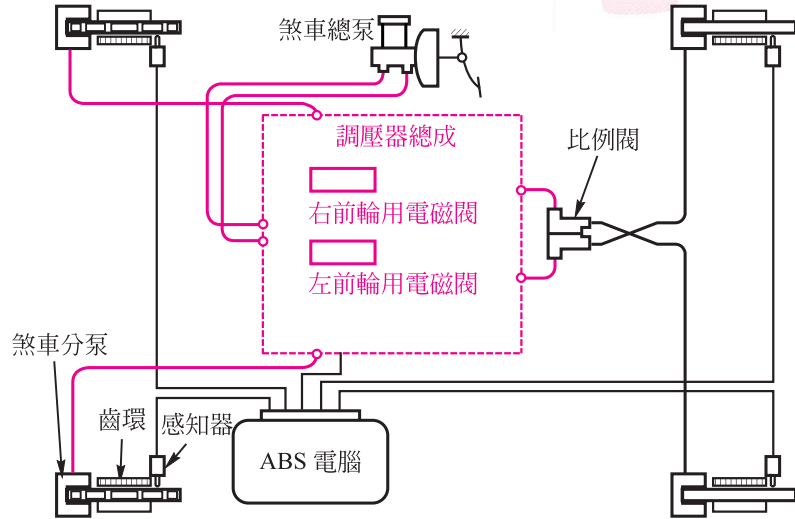 煞車總泵
調壓器總成
比例閥
右前輪用電磁閥
左前輪用電磁閥
煞車分泵
齒環
感知器
ABS 電腦